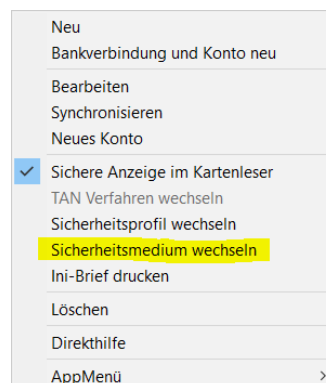 Neu
Bankverbindung und Konto neu
Bearbeiten
Synchronisieren
Neues Konto
Sichere Anzeige im Kartenleser
TAN Verfahren wechseln
Sicherheitsprofil wechseln
Sicherheitsmedium wechseln
Ini-Brief drucken
Löschen
Direkthilfe
AppMenü